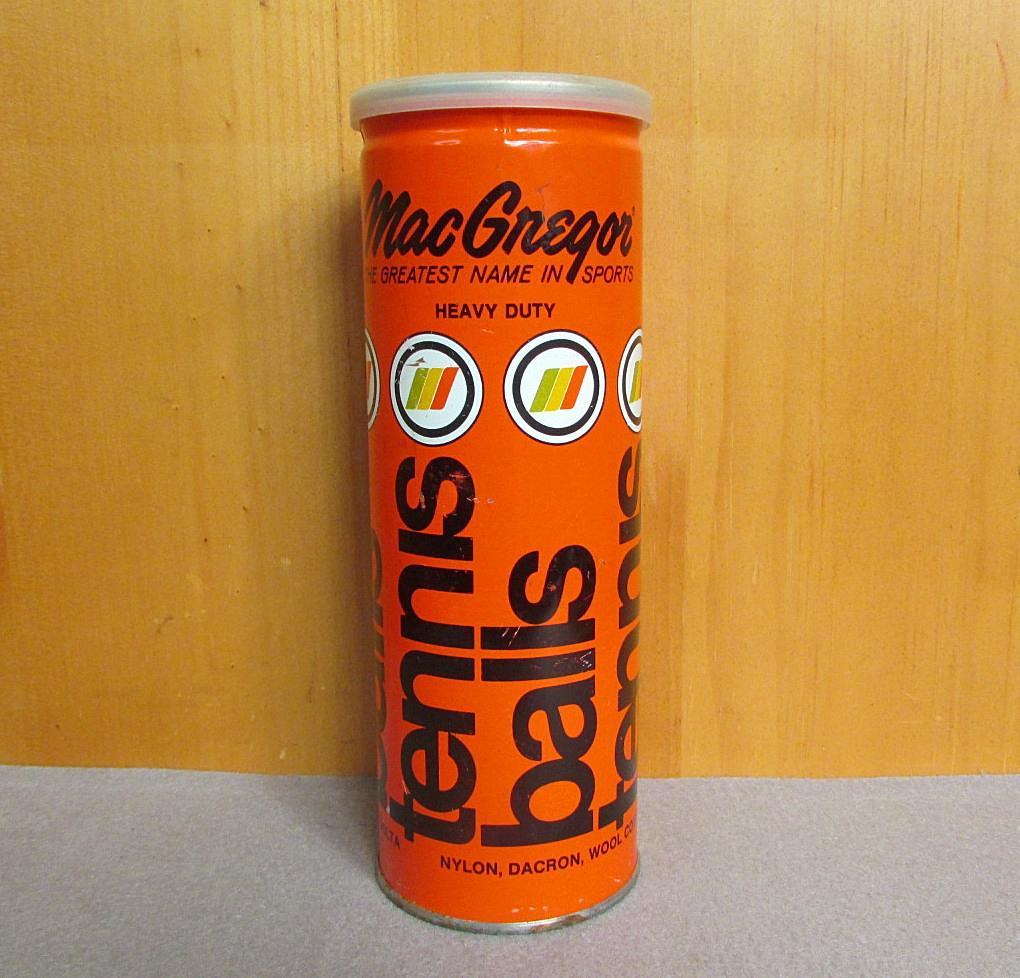 MacGregor
THE GREATEST NAME IN SPORTS
HEAVY DUTY
tennis
balls
tennis
NYLON, DACRON, WOOL